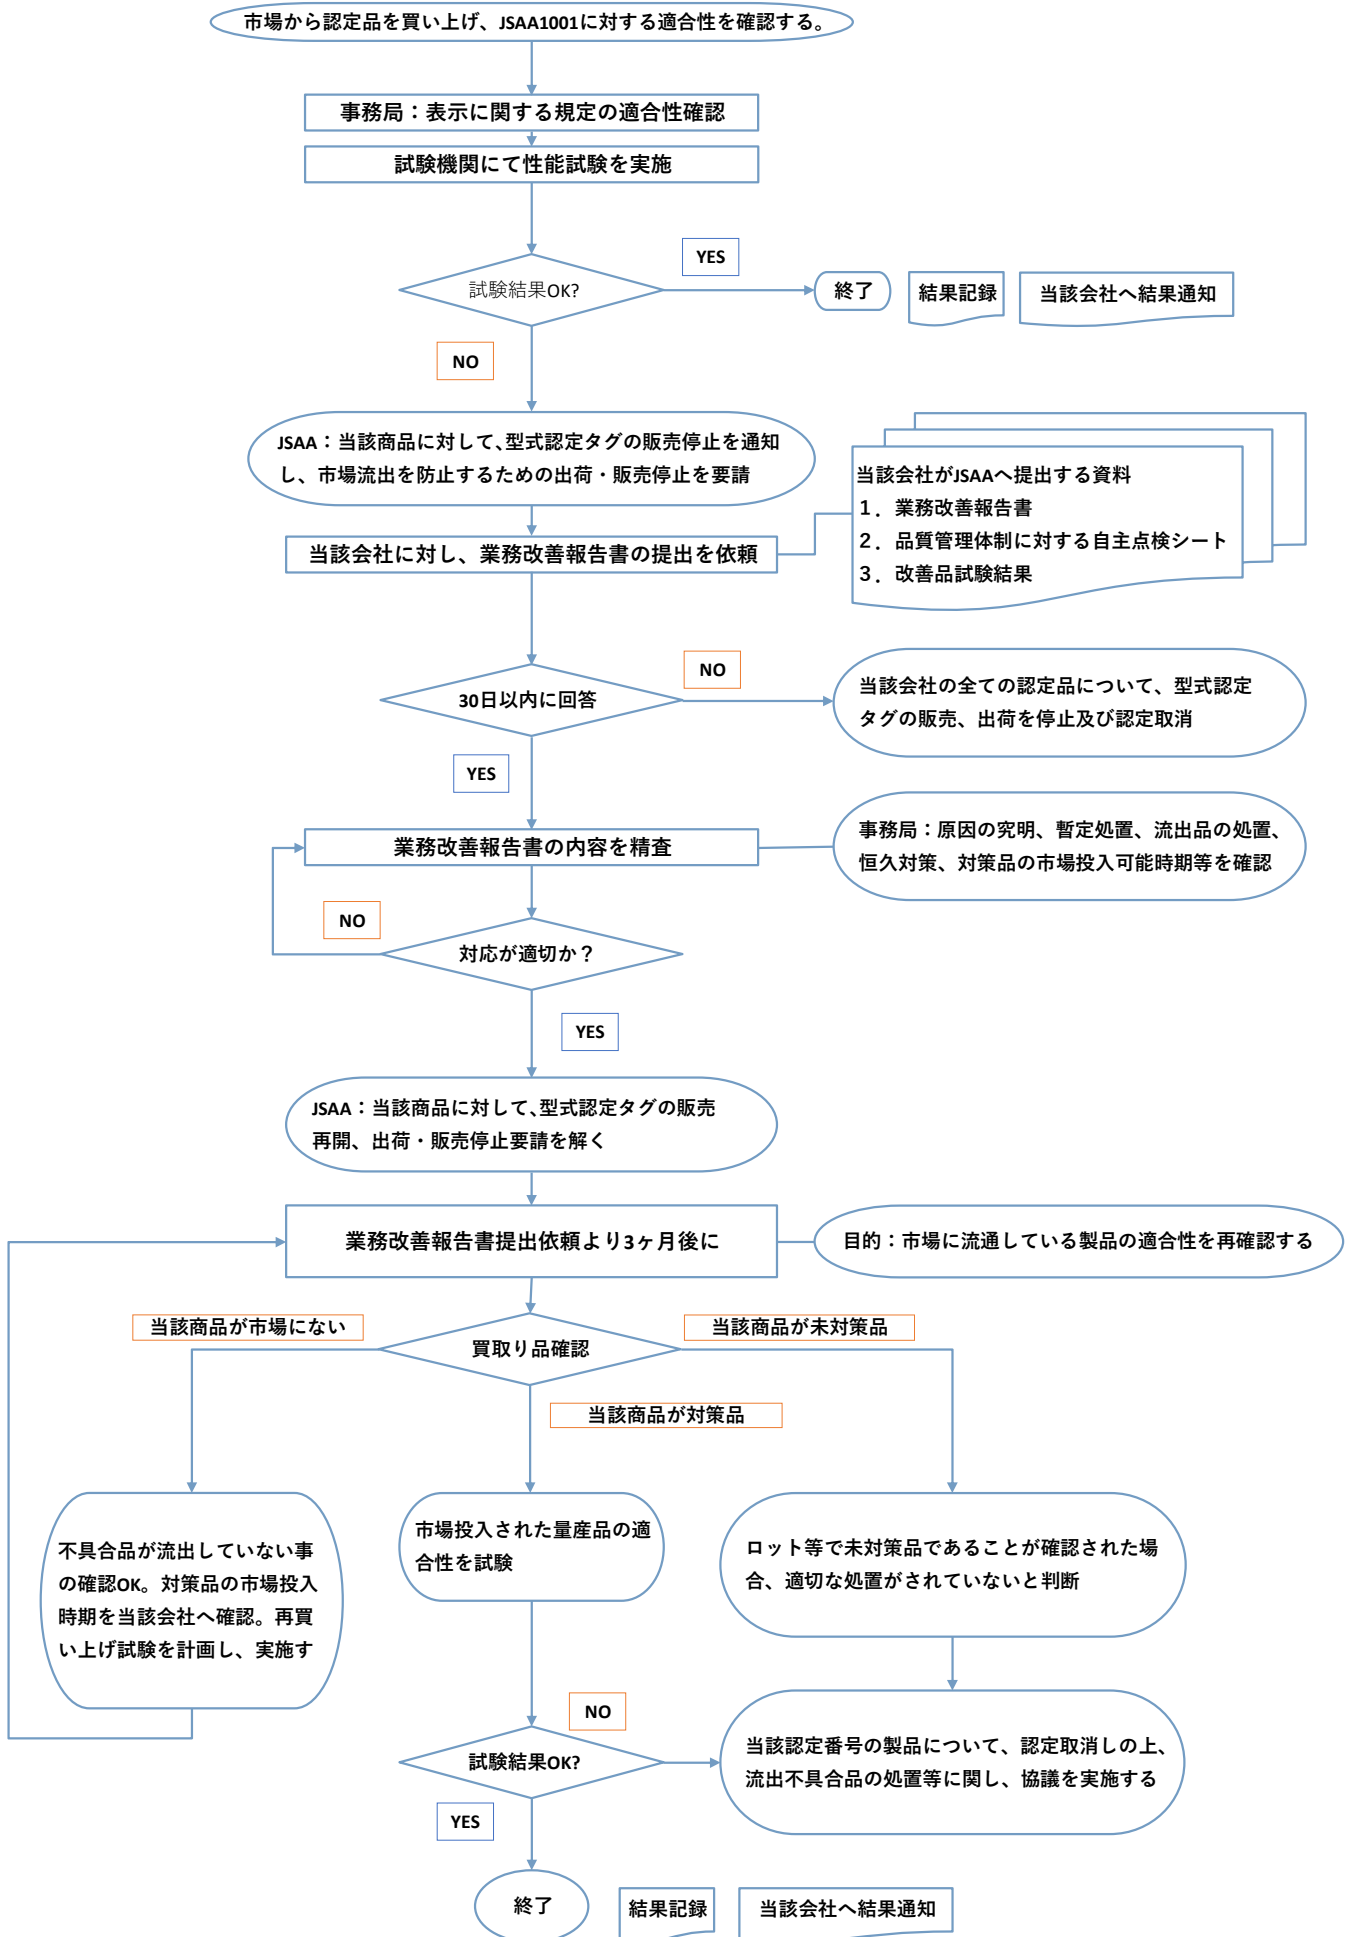 市場から認定品を買い上げ、JSAA1001に対する適合性を確認する。
事務局：表示に関する規定の適合性確認
試験機関にて性能試験を実施
YES
試験結果OK?
終了
結果記録
当該会社へ結果通知
NO
JSAA：当該商品に対して、型式認定タグの販売停止を通知
し、市場流出を防止するための出荷・販売停止を要請
当該会社がJSAAへ提出する資料
１．業務改善報告書
２．品質管理体制に対する自主点検シート
３．改善品試験結果
当該会社に対し、業務改善報告書の提出を依頼
NO
30日以内に回答
当該会社の全ての認定品について、型式認定
タグの販売、出荷を停止及び認定取消
YES
業務改善報告書の内容を精査
事務局：原因の究明、暫定処置、流出品の処置、
恒久対策、対策品の市場投入可能時期等を確認
NO
対応が適切か？
YES
JSAA：当該商品に対して、型式認定タグの販売
再開、出荷・販売停止要請を解く
業務改善報告書提出依頼より3ヶ月後に
目的：市場に流通している製品の適合性を再確認する
当該商品が市場にない
当該商品が未対策品
買取り品確認
当該商品が対策品
不具合品が流出していない事
の確認OK。対策品の市場投入
時期を当該会社へ確認。再買
い上げ試験を計画し、実施す
市場投入された量産品の適
合性を試験
ロット等で未対策品であることが確認された場
合、適切な処置がされていないと判断
NO
試験結果OK?
当該認定番号の製品について、認定取消しの上、
流出不具合品の処置等に関し、協議を実施する
YES
終了
結果記録
当該会社へ結果通知